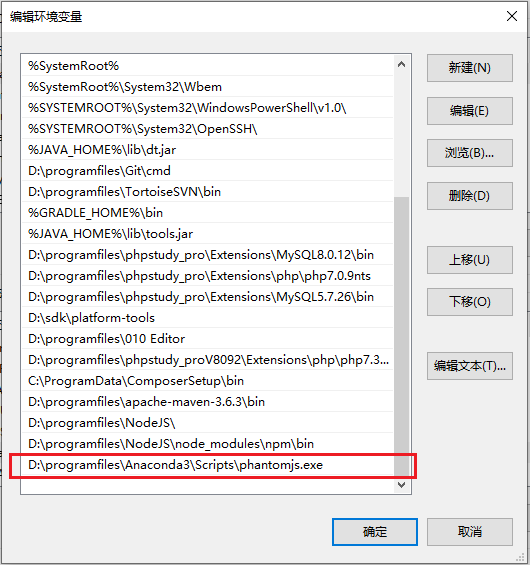 编辑环境变量
%SystemRoot%
%SystemRoot%\System32\Wbem
%SYSTEMROOT%\System32\WindowsPowerShell\v1.0\
%SYSTEMROOT%\System32\OpenSSH\
%JAVA_HOME%\lib\dt.jar
D:\programfiles\Git\cmd
D:\programfiles\TortoiseSVN\bin
%GRADLE_HOME%\bin
%JAVA_HOME%\lib\tools.jar
D:\programfiles\phpstudy_pro\Extensions\MySQL8.0.12\bin
D:\programfiles\phpstudy_pro\Extensions\php\php7.0.9nts
D:\programfiles\phpstudy_pro\Extensions\MySQL5.7.26\bin
D:\sdk\platform-tools
D:\programfiles\010 Editor
D:\programfiles\phpstudy_proV8092\Extensions\php\php7.3...
C:\ProgramData\ComposerSetup\bin
D:\programfiles\apache-maven-3.6.3\bin
D:\programfiles\NodeJS\
D:\programfiles\NodeJS\node_modules\npm\bin
D:\programfiles\Anaconda3\Scripts\phantomjs.exe
新建(N)
编辑(E)
浏览(B)...
删除(D)
上移(U)
下移(O)
编辑文本(T)...
确定
取消